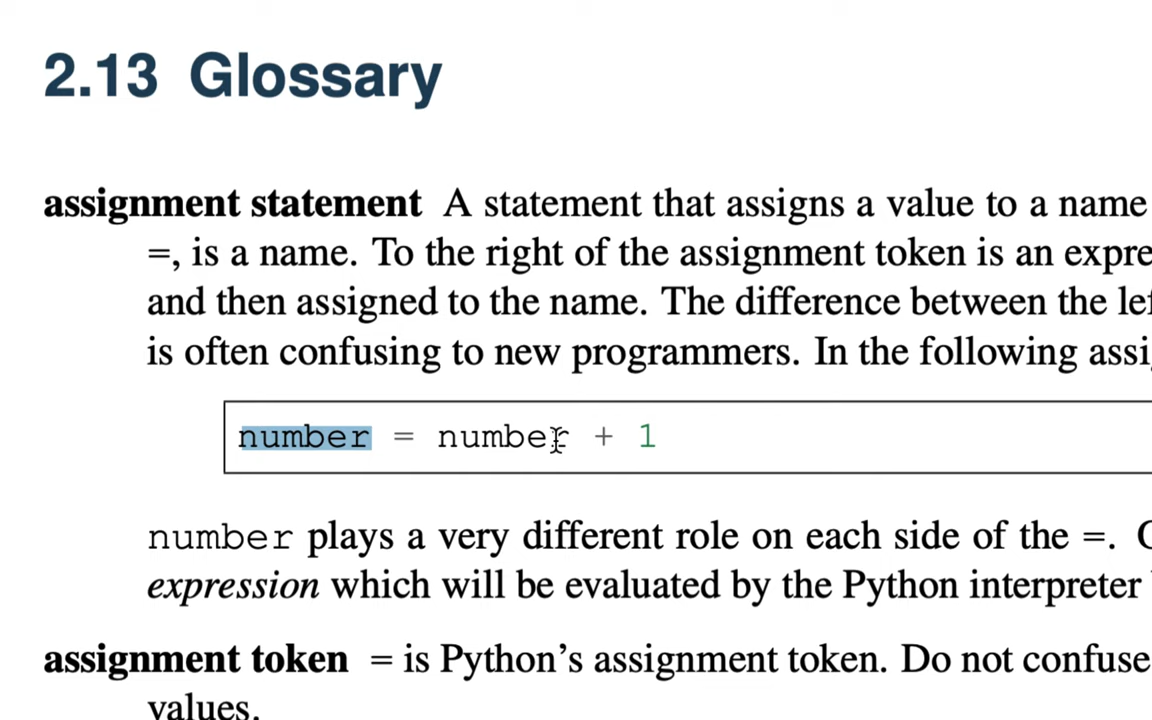 2.13 Glossary
assignment statement A statement that assigns a value to a name
=, is a name. To the right of the assignment token is an expre
and then assigned to the name. The difference between the lef
is often confusing to new programmers. In the following assi
number = number + 1
number plays a very different role on each side of the =.
expression which will be evaluated by the Python interpreter
assignment token = is Python’s assignment token. Do not confuse
values.